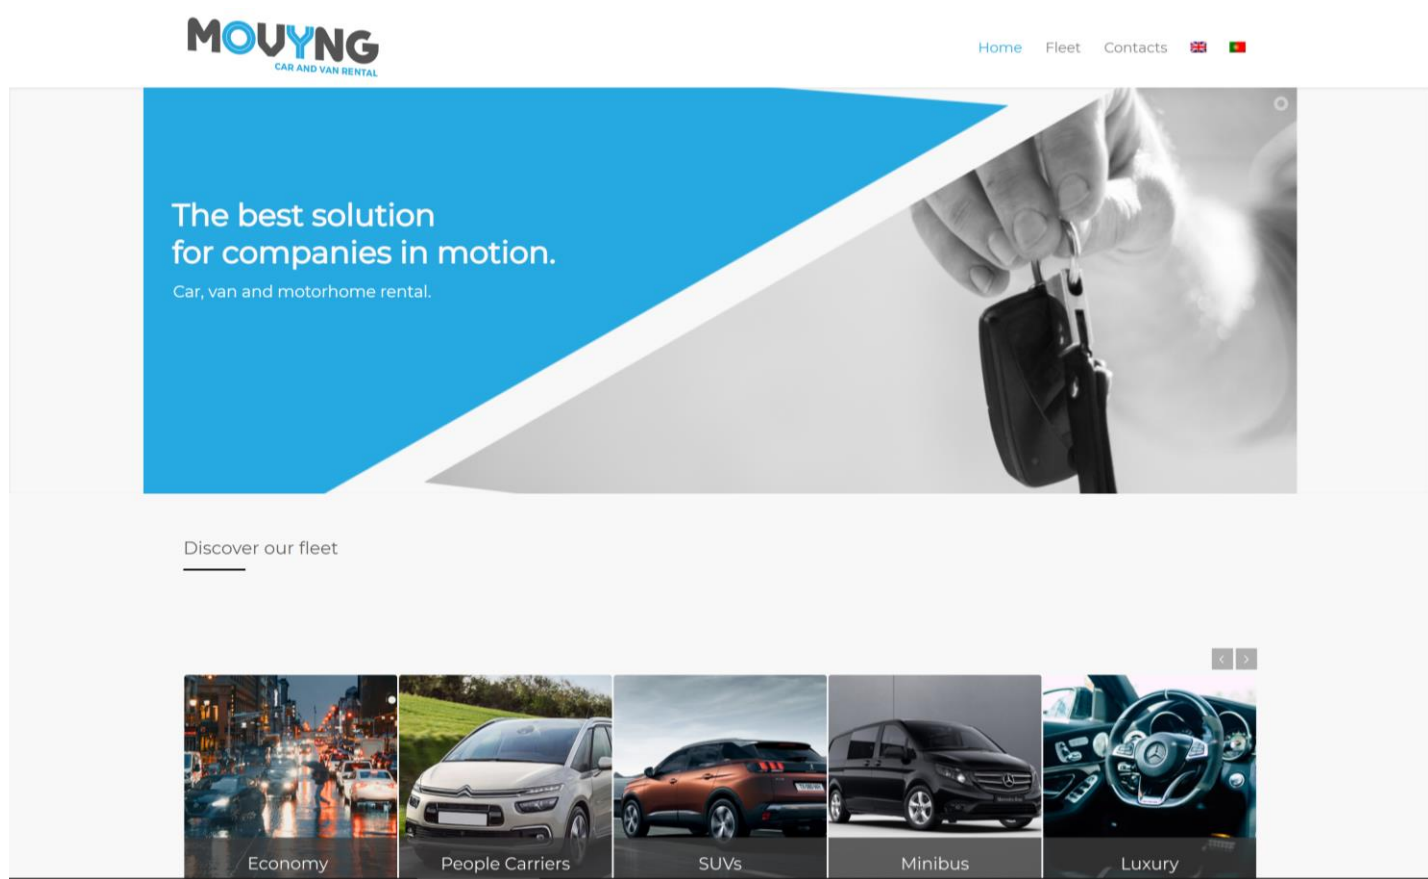 MOVYNG
CAR AND VAN RENTAL
Home Fleet Contacts
The best solution
for companies in motion.
Car, van and motorhome rental.
Discover our fleet
Economy People Carriers SUVs Minibus Luxury